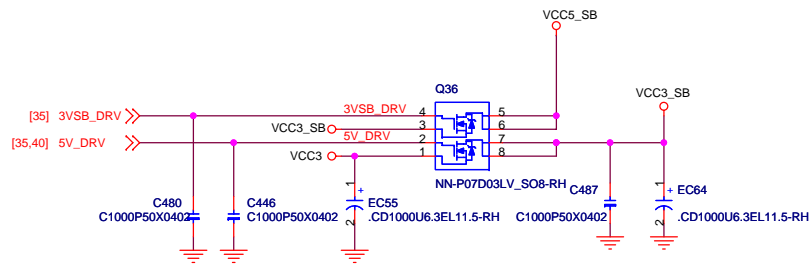 VCC5_SB
Q36
VCC3_SB
[35] 3VSB_DRV
3VSB_DRV 4 5
VCC3_SB 3 6
[35,40] 5V_DRV
5V_DRV 2 7
VCC3 1 8
NN-P07D03LV_SO8-RH
C480
C1000P50X0402
C446
C1000P50X0402
1 +
EC55
.CD1000U6.3EL11.5-RH
2
C487
C1000P50X0402
1 +
EC64
.CD1000U6.3EL11.5-RH
2